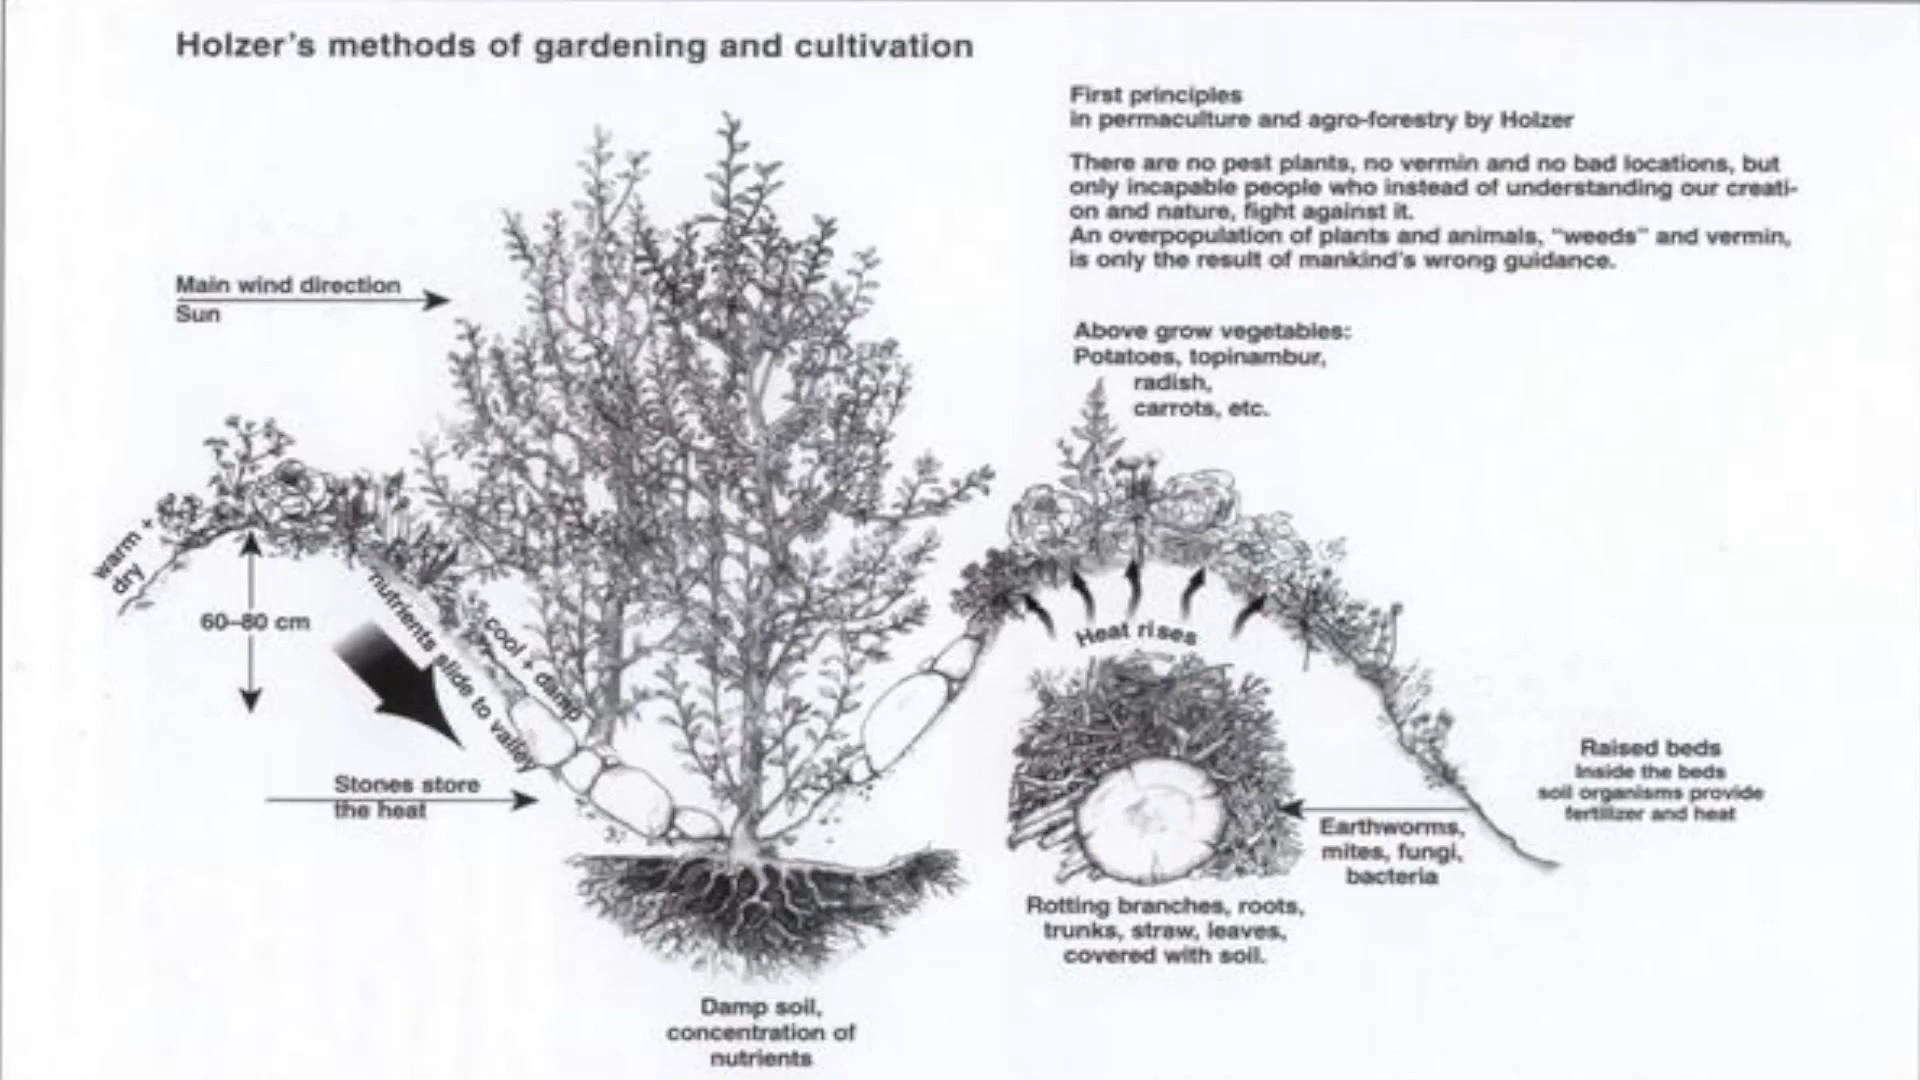 Holzer's methods of gardening and cultivation
First principles
in permaculture and agro-forestry by Holzer
There are no pest plants, no vermin and no bad locations, but
only incapable people who instead of understanding our creati-
on and nature, fight against it.
An overpopulation of plants and animals, "weeds" and vermin,
is only the result of mankind's wrong guidance.
Main wind direction
Sun
Above grow vegetables:
Potatoes, topinambur,
radish,
carrots, etc.
warm +
dry
60–80 cm
nutrients slide to valley
cool + damp
Stones store
the heat
Heat rises
Raised beds
Inside the beds
soil organisms provide
fertilizer and heat
Earthworms,
mites, fungi,
bacteria
Rotting branches, roots,
trunks, straw, leaves,
covered with soil.
Damp soil,
concentration of
nutrients